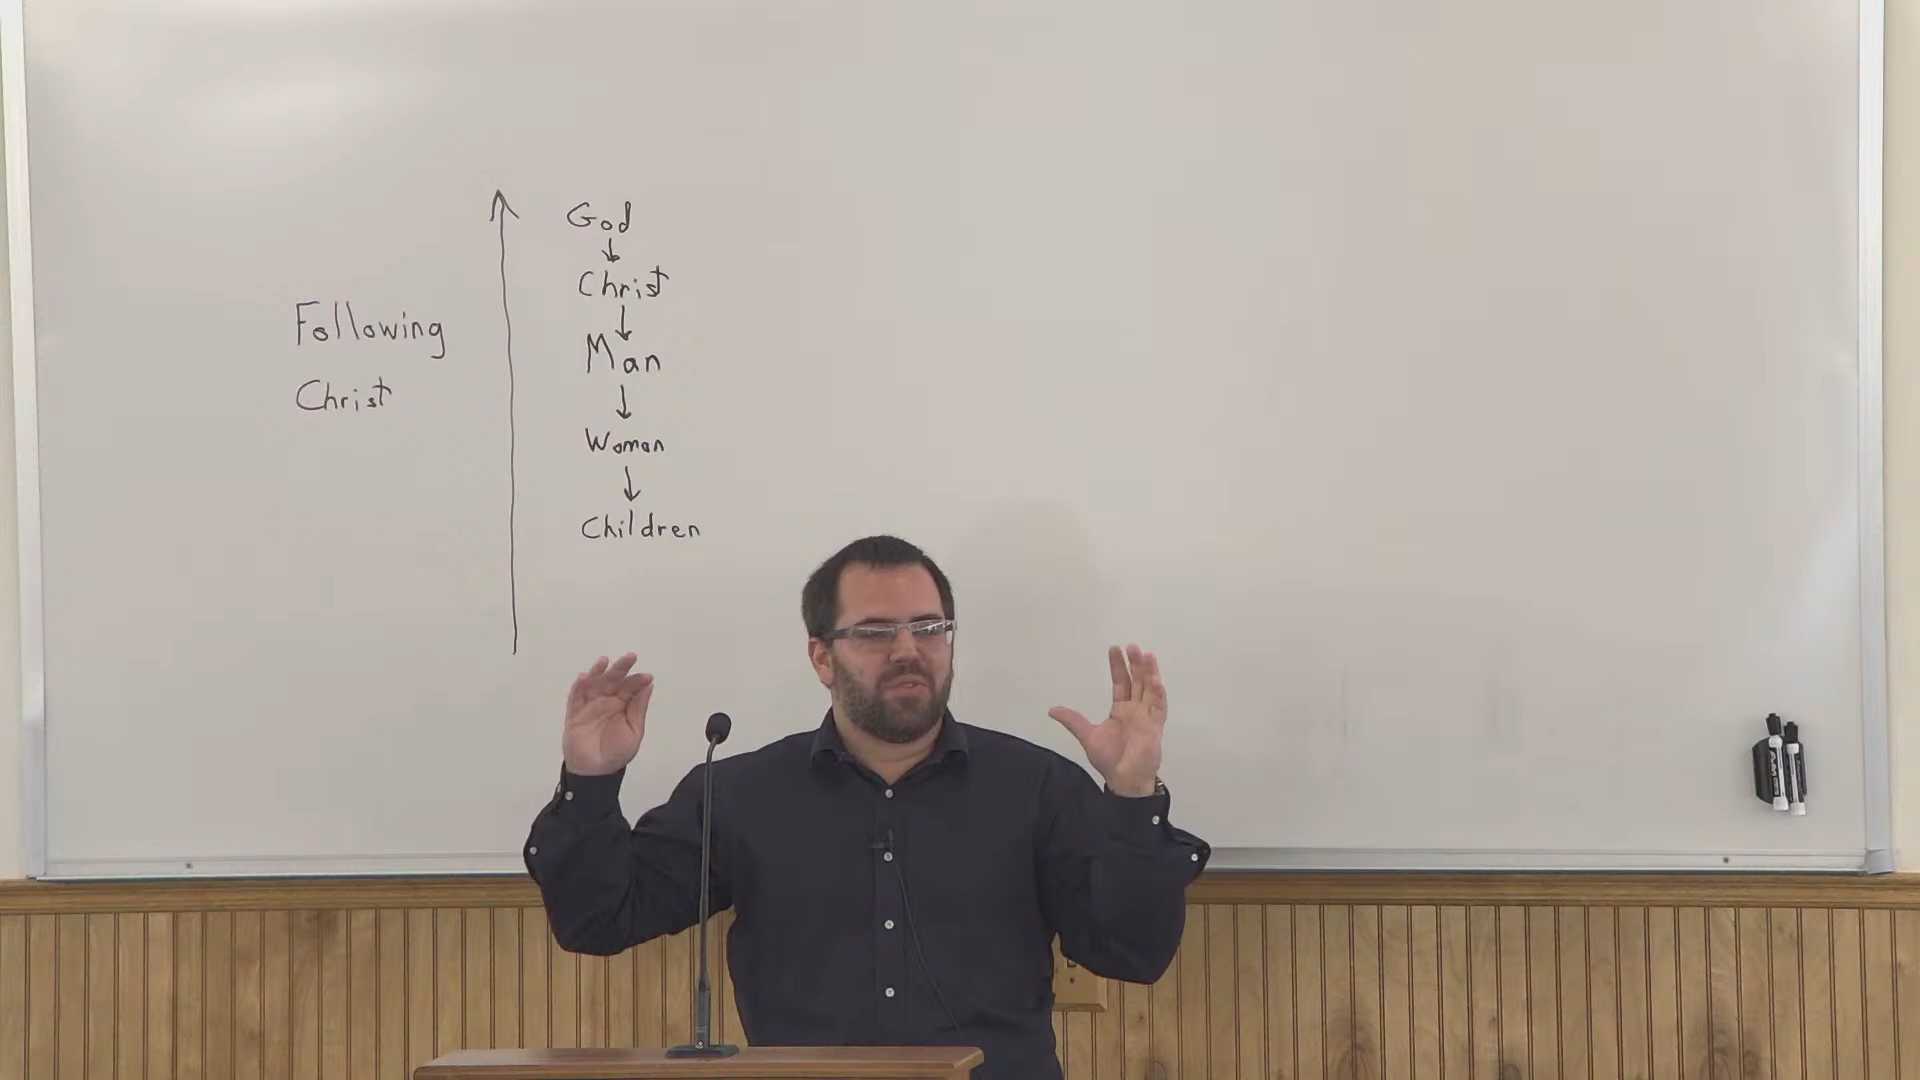 Following
Christ
God
Christ
Man
Woman
Children